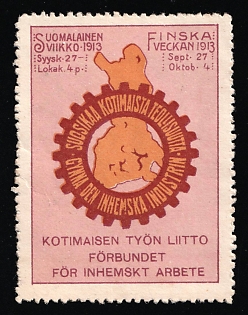 SUOMALAINEN
VIIKKO·1913
Syysk·27–
Lokak·4p·
FINSKA
VECKAN 1913
Sept·27
Oktob·4
SUOSIKAA KOTIMAISTA TEOLLISUUTTA
GYNNA DEN INHEMSKA INDUSTRIN
KOTIMAISEN TYÖN LIITTO
FÖRBUNDET
FÖR INHEMSKT ARBETE